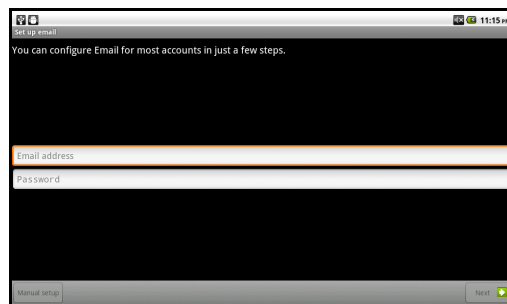 11:15 PM
Set up email
You can configure Email for most accounts in just a few steps.
Email address
Password
Manual setup
Next